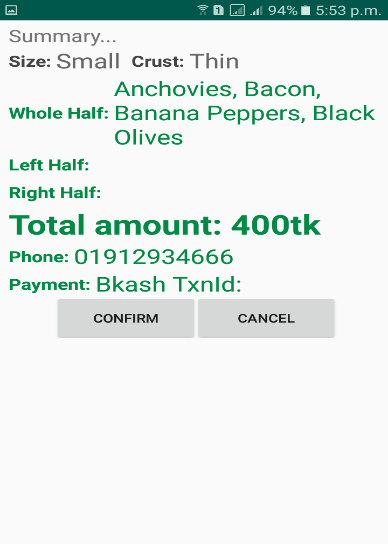 1 94% 5:53 p.m.
Summary...
Size: Small Crust: Thin
Anchovies, Bacon,
Whole Half: Banana Peppers, Black
Olives
Left Half:
Right Half:
Total amount: 400tk
Phone: 01912934666
Payment: Bkash TxnId:
CONFIRM CANCEL